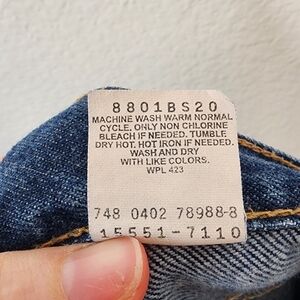 8801BS20
MACHINE WASH WARM NORMAL
CYCLE. ONLY NON CHLORINE
BLEACH IF NEEDED. TUMBLE
DRY HOT. HOT IRON IF NEEDED.
WASH AND DRY
WITH LIKE COLORS.
WPL 423
748 0402 78988-8
15551-7110